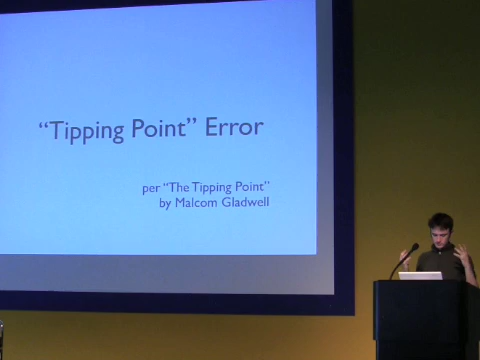 “Tipping Point” Error
per “The Tipping Point”
by Malcom Gladwell